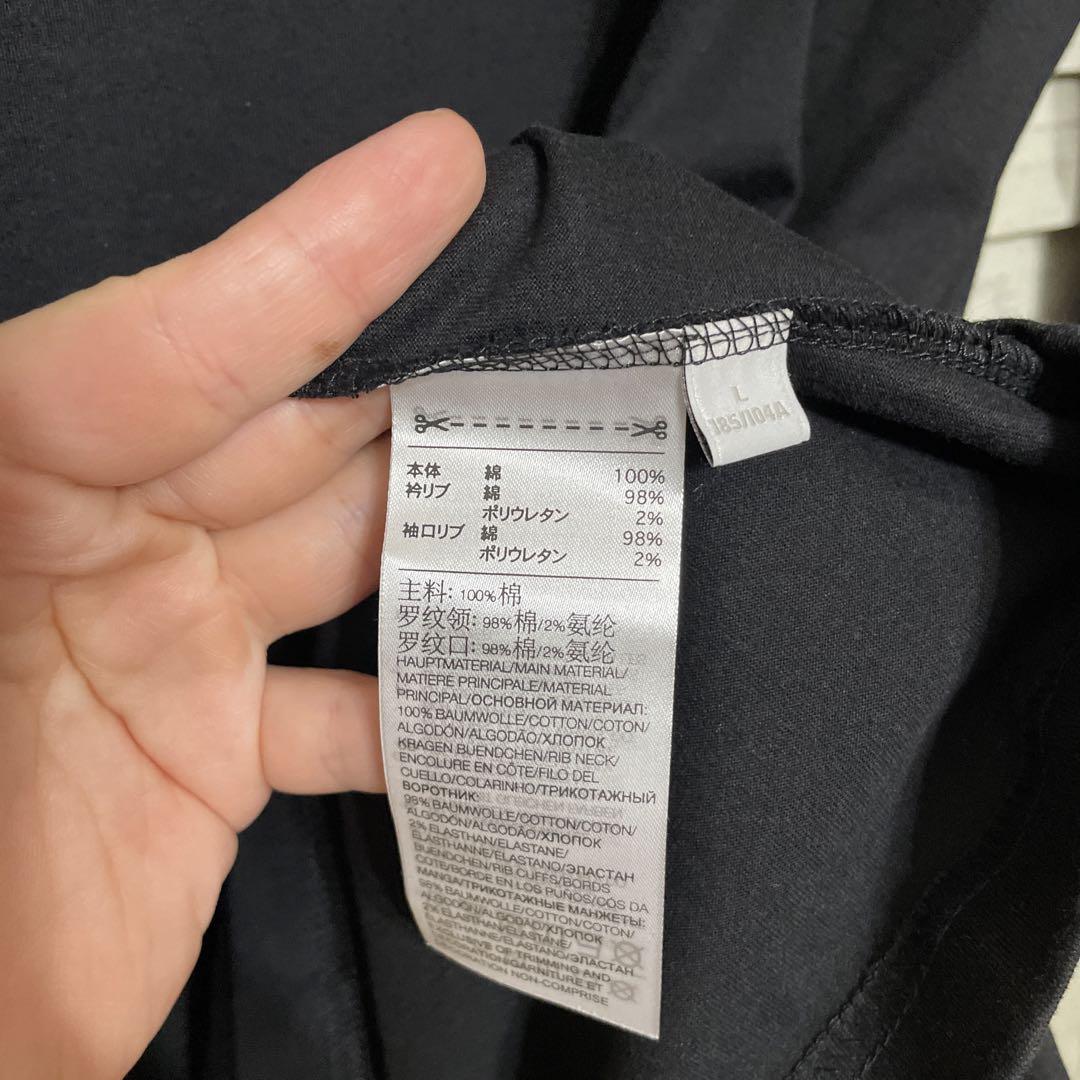 L
185/104A
本体 綿 100%
衿リブ 綿 98%
ポリウレタン 2%
袖口リブ 綿 98%
ポリウレタン 2%
主料: 100%棉
罗纹领: 98%棉/2%氨纶
罗纹口: 98%棉/2%氨纶
HAUPTMATERIAL/MAIN MATERIAL/
MATIERE PRINCIPALE/MATERIAL
PRINCIPAL/ОСНОВНОЙ МАТЕРИАЛ:
100% BAUMWOLLE/COTTON/COTON/
ALGODÓN/ALGODÃO/ХЛОПОК
KRAGEN BUENDCHEN/RIB NECK/
ENCOLURE EN CÔTE/FILO DEL
CUELLO/COLARINHO/ТРИКОТАЖНЫЙ
ВОРОТНИК:
98% BAUMWOLLE/COTTON/COTON/
ALGODÓN/ALGODÃO/ХЛОПОК
2% ELASTHAN/ELASTANE/
ELASTHANNE/ELASTANO/ЭЛАСТАН
BUENDCHEN/RIB CUFFS/BORDS
COTE/BORDE EN LOS PUÑOS/CÓS DA
MANGA/ТРИКОТАЖНЫЕ МАНЖЕТЫ:
98% BAUMWOLLE/COTTON/COTON/
ALGODÓN/ALGODÃO/ХЛОПОК
2% ELASTHAN/ELASTANE/
ELASTHANNE/ELASTANO/ЭЛАСТАН
EXCLUSIVE OF TRIMMING AND
DECORATION/GARNITURE ET
DECORATION NON-COMPRISE